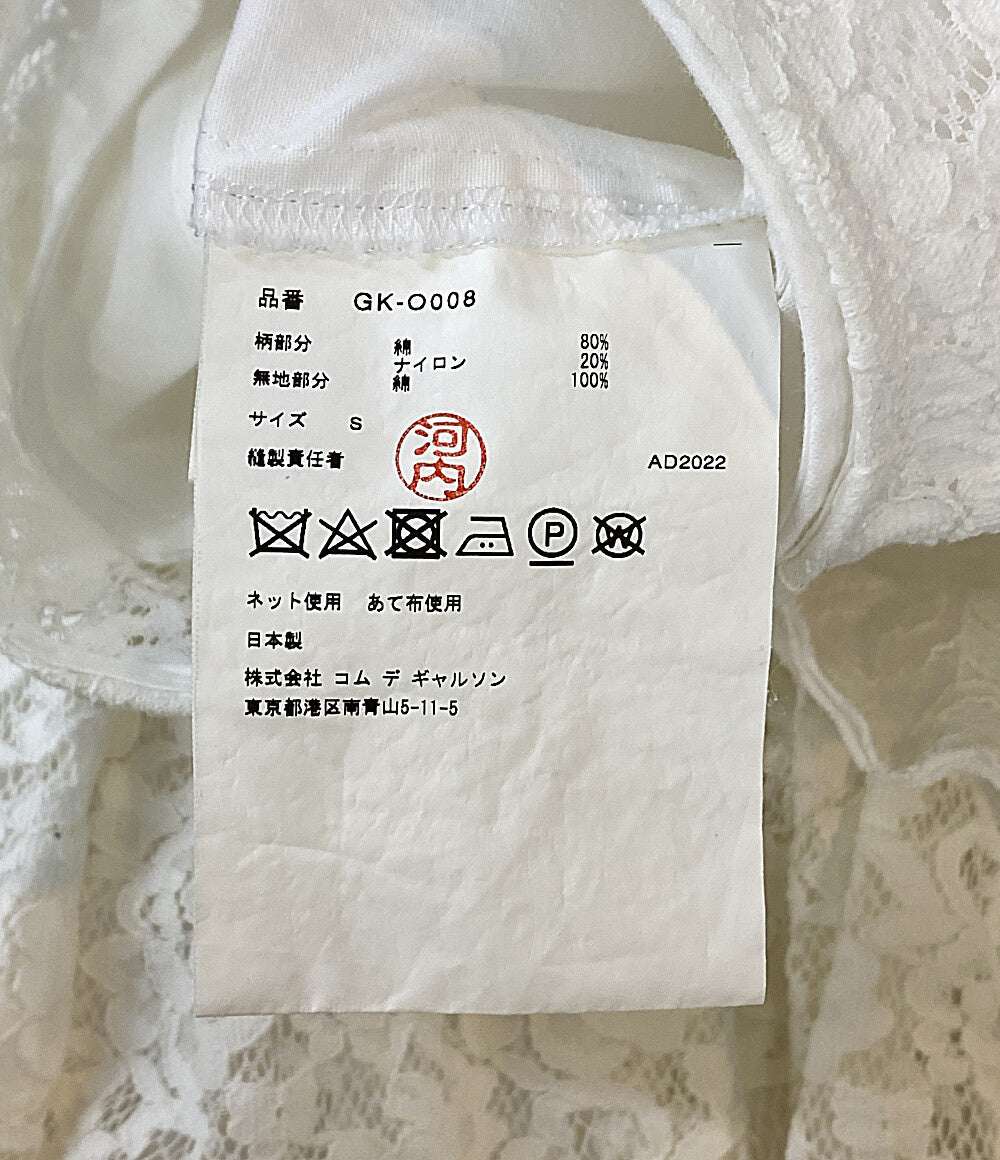 品番 GK-O008
柄部分 綿 80%
ナイロン 20%
無地部分 綿 100%
サイズ S
縫製責任者 河内 AD2022
P W
ネット使用 あて布使用
日本製
株式会社 コム デ ギャルソン
東京都港区南青山5-11-5